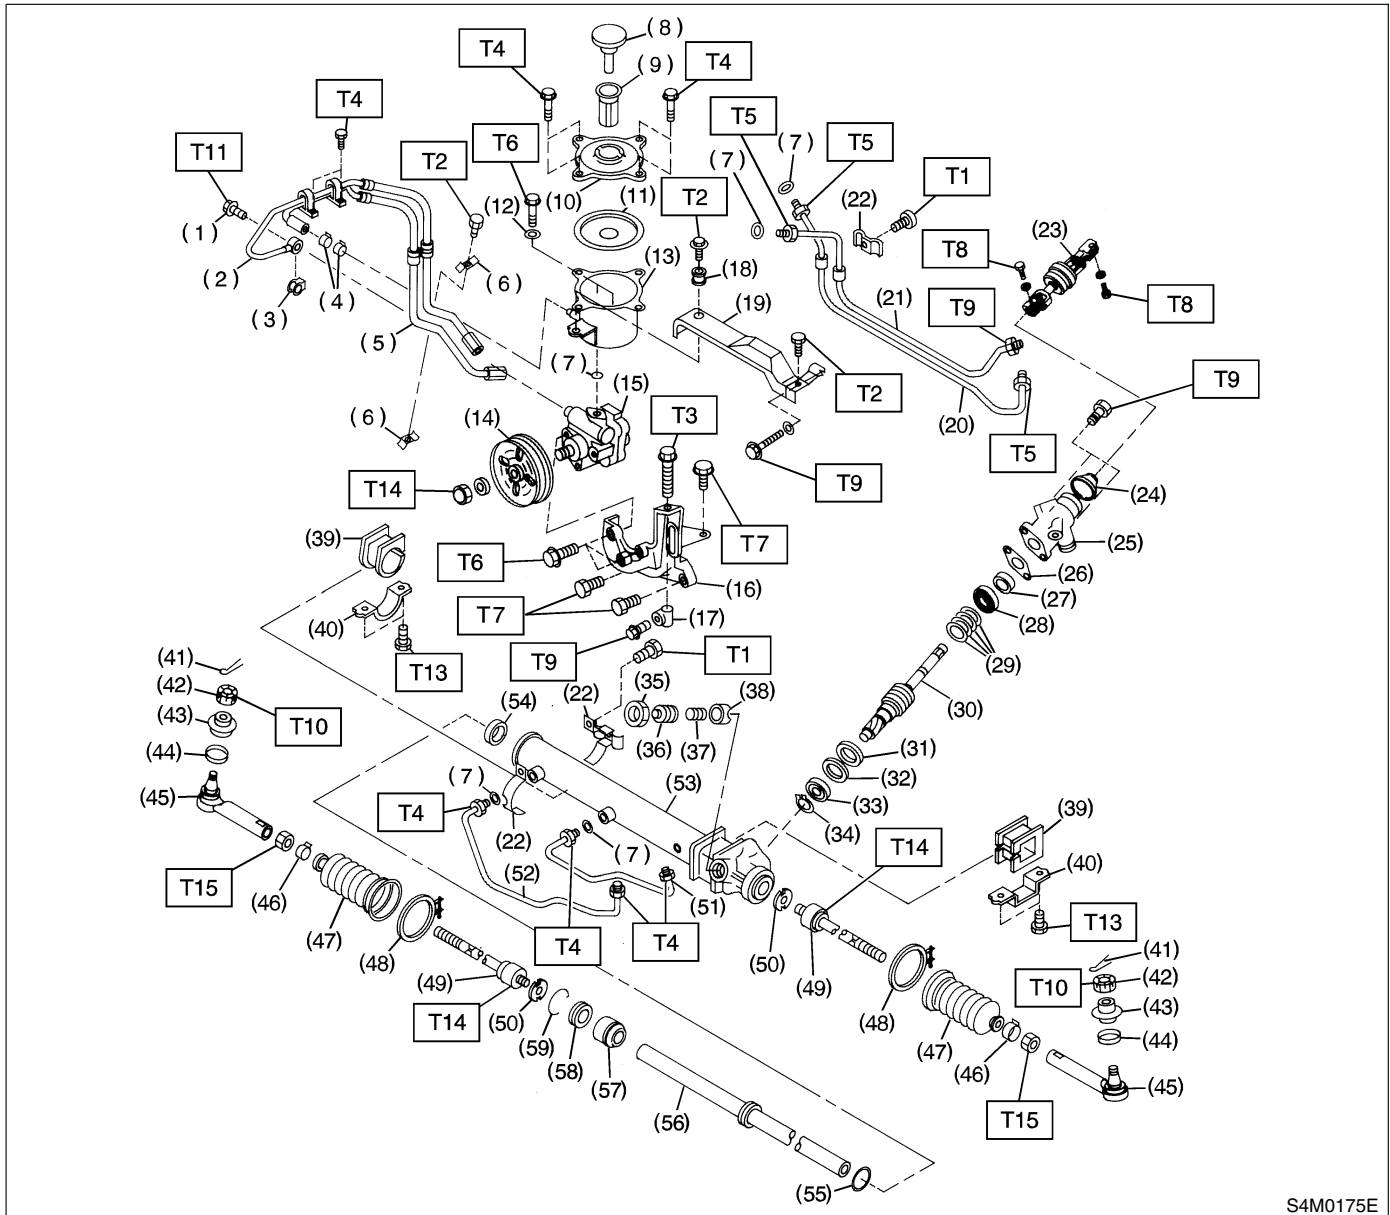 (8)
T4
(9)
T4
T4
T5
(7)
T5
T11
T2
T6
(7)
T1
(10)
(11)
T2
(22)
(12)
(23)
(1)
T8
(2)
(6)
(13)
(18)
(3)
(4)
(19)
(21)
T9
T8
(5)
(7)
T2
T9
(6)
(14)
(15)
T3
(20)
T5
T14
T9
(24)
(39)
T6
T7
(25)
(16)
(26)
T7
(27)
(40)
(17)
(28)
(41)
T13
T9
T1
(29)
(42)
(54)
(22)
(35)
(38)
(30)
(43)
T10
(36)
(37)
(31)
(44)
(32)
(7)
(53)
(45)
T4
(33)
(39)
(22)
(34)
(7)
T14
(40)
T15
(52)
(46)
(51)
(47)
T4
T4
(50)
T13
(48)
(49)
(41)
(49)
T10
(42)
T14
(50)
(48)
(43)
(59)
(47)
(44)
(58)
(46)
(57)
(45)
(56)
T15
(55)
S4M0175E